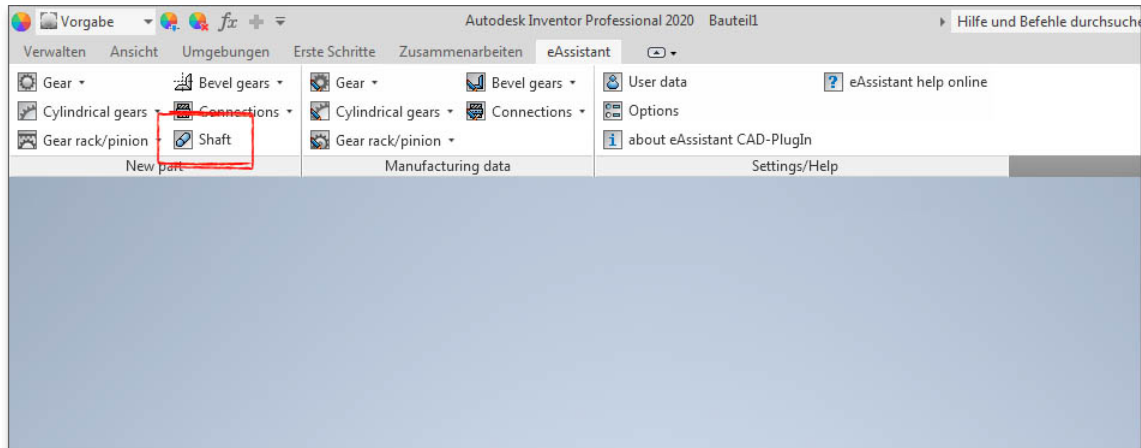 Vorgabe fx Autodesk Inventor Professional 2020 Bauteil1 Hilfe und Befehle durchsuche
Verwalten Ansicht Umgebungen Erste Schritte Zusammenarbeiten eAssistant
Gear Bevel gears Gear Bevel gears User data ? eAssistant help online
Cylindrical gears Connections Cylindrical gears Connections Options
Gear rack/pinion Shaft Gear rack/pinion i about eAssistant CAD-PlugIn
New part Manufacturing data Settings/Help